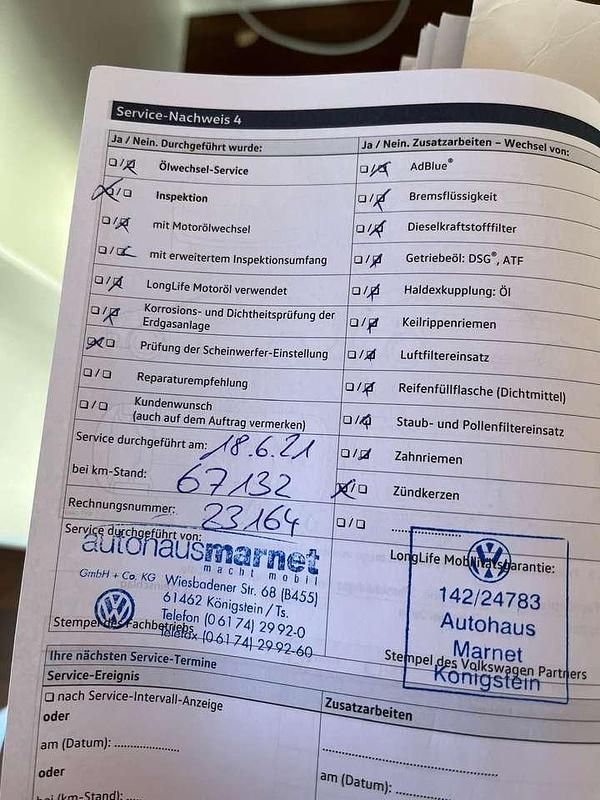 Service-Nachweis 4
Ja / Nein. Durchgeführt wurde:
Ölwechsel-Service
Inspektion
mit Motorölwechsel
mit erweitertem Inspektionsumfang
LongLife Motoröl verwendet
Korrosions- und Dichtheitsprüfung der
Erdgasanlage
Prüfung der Scheinwerfer-Einstellung
Reparaturempfehlung
Kundenwunsch
(auch auf dem Auftrag vermerken)
Service durchgeführt am: 18.6.21
bei km-Stand: 67132
Rechnungsnummer: 23164
Service durchgeführt von:
autohausmarnet
macht mobil
GmbH + Co. KG Wiesbadener Str. 68 (B455)
61462 Königstein / Ts.
Telefon (0 61 74) 29 92-0
Telefax (0 61 74) 29 92-60
Stempel des Fachbetriebs
Ja / Nein. Zusatzarbeiten – Wechsel von:
AdBlue®
Bremsflüssigkeit
Dieselkraftstofffilter
Getriebeöl: DSG®, ATF
Haldexkupplung: Öl
Keilrippenriemen
Luftfiltereinsatz
Reifenfüllflasche (Dichtmittel)
Staub- und Pollenfiltereinsatz
Zahnriemen
Zündkerzen
LongLife Mobilitätsgarantie:
142/24783
Autohaus
Marnet
Königstein
Stempel des Volkswagen Partners
Ihre nächsten Service-Termine
Service-Ereignis
nach Service-Intervall-Anzeige
oder
am (Datum):
oder
bei (km-Stand):
Zusatzarbeiten
am (Datum):